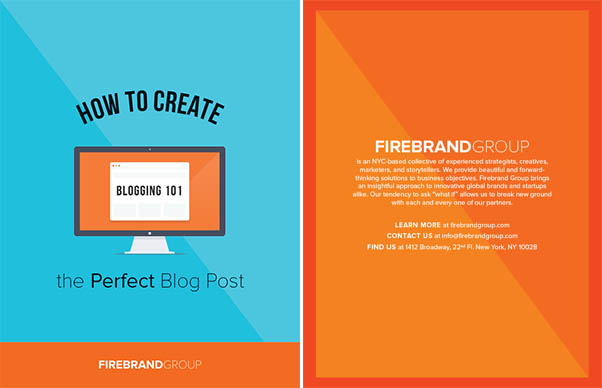 HOW TO CREATE
BLOGGING 101
the Perfect Blog Post
FIREBRANDGROUP
FIREBRANDGROUP
is an NYC-based collective of experienced strategists, creatives,
marketers, and storytellers. We provide beautiful and forward-
thinking solutions to business objectives. Firebrand Group brings
an insightful approach to innovative global brands and startups
alike. Our tendency to ask "what if" allows us to break new ground
with each and every one of our partners.
LEARN MORE at firebrandgroup.com
CONTACT US at info@firebrandgroup.com
FIND US at 1412 Broadway, 22nd Fl. New York, NY 10028